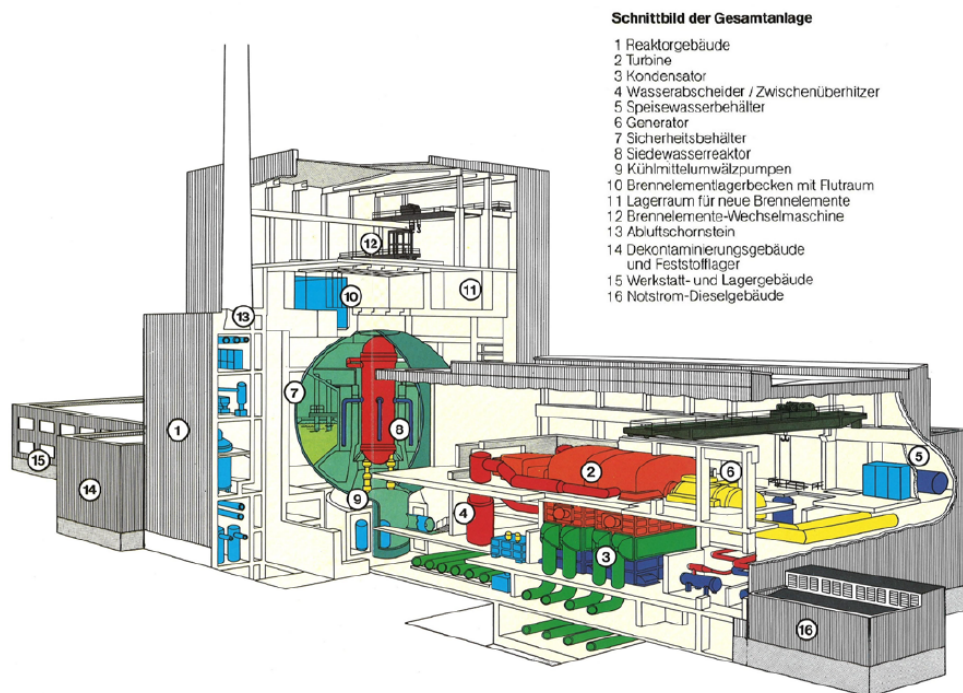 Schnittbild der Gesamtanlage
1 Reaktorgebäude
2 Turbine
3 Kondensator
4 Wasserabscheider / Zwischenüberhitzer
5 Speisewasserbehälter
6 Generator
7 Sicherheitsbehälter
8 Siedewasserreaktor
9 Kühlmittelumwälzpumpen
10 Brennelementlagerbecken mit Flutraum
11 Lagerraum für neue Brennelemente
12 Brennelemente-Wechselmaschine
13 Abluftschornstein
14 Dekontaminierungsgebäude
und Feststofflager
15 Werkstatt- und Lagergebäude
16 Notstrom-Dieselgebäude
12
10
11
13
7
1
8
15
14
9
4
2
6
5
3
16